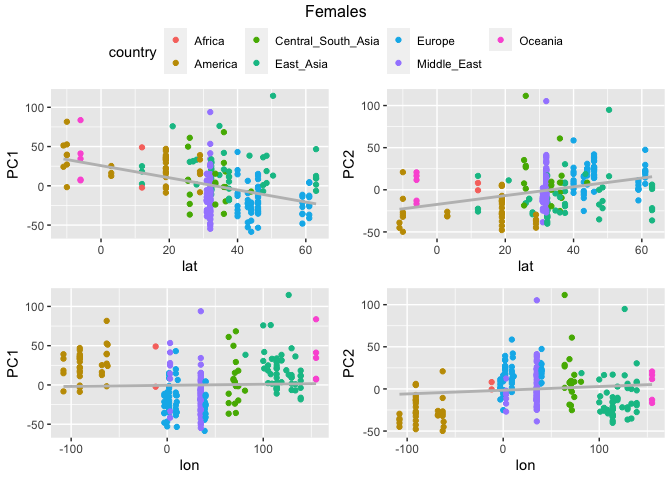 Females
country
Africa
Central_South_Asia
Europe
Oceania
America
East_Asia
Middle_East
PC1
100
50
0
-50
0
20
40
60
lat
PC2
100
50
0
-50
0
20
40
60
lat
PC1
100
50
0
-50
-100
0
100
lon
PC2
100
50
0
-50
-100
0
100
lon